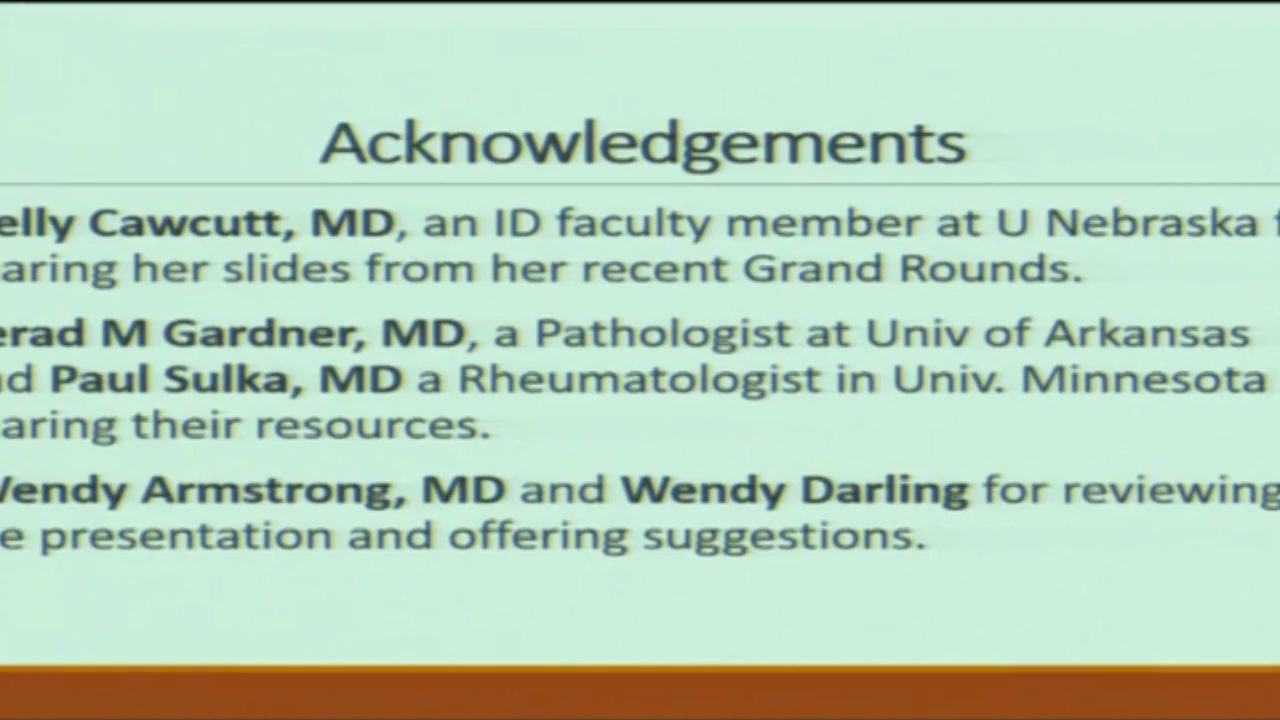 Acknowledgements
elly Cawcutt, MD, an ID faculty member at U Nebraska
aring her slides from her recent Grand Rounds.
erad M Gardner, MD, a Pathologist at Univ of Arkansas
nd Paul Sulka, MD a Rheumatologist in Univ. Minnesota
aring their resources.
Wendy Armstrong, MD and Wendy Darling for reviewing
e presentation and offering suggestions.